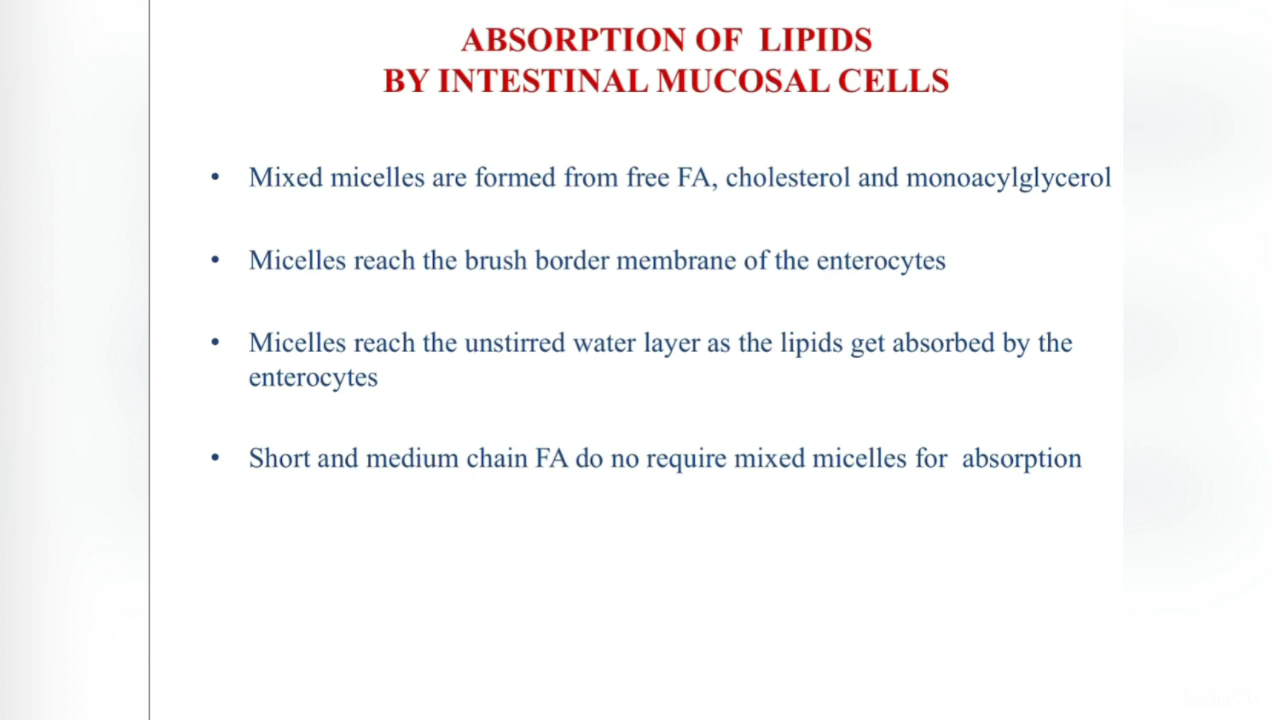 ABSORPTION OF LIPIDS
BY INTESTINAL MUCOSAL CELLS
• Mixed micelles are formed from free FA, cholesterol and monoacylglycerol
• Micelles reach the brush border membrane of the enterocytes
• Micelles reach the unstirred water layer as the lipids get absorbed by the
enterocytes
• Short and medium chain FA do no require mixed micelles for absorption